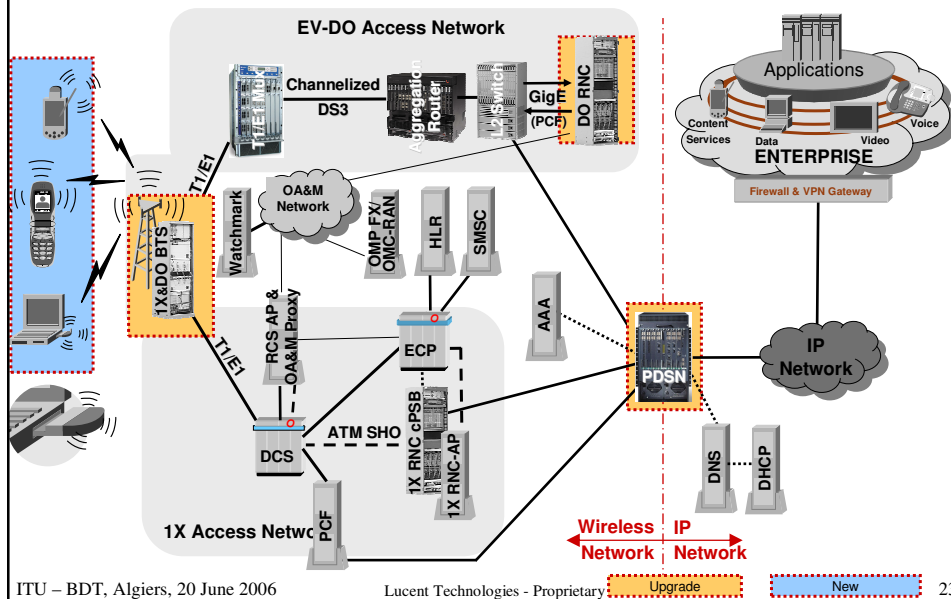 EV-DO Access Network
T1/E1 Mux
Channelized
DS3
Aggregation
Router
L2 Switch
GigE
(PCF)
DO RNC
Applications
Content
Services
Data
Video
Voice
ENTERPRISE
Firewall & VPN Gateway
T1/E1
OA&M
Network
Watchmark
OMP FX/
OMC-RAN
HLR
SMSC
1X&DO BTS
RCS AP &
OA&M Proxy
ECP
AAA
PDSN
IP
Network
T1/E1
ATM SHO
DCS
1X RNC cPSB
1X RNC-AP
DNS
DHCP
PCF
1X Access Netwo
Wireless
Network
IP
Network
ITU – BDT, Algiers, 20 June 2006
Lucent Technologies - Proprietary
Upgrade
New